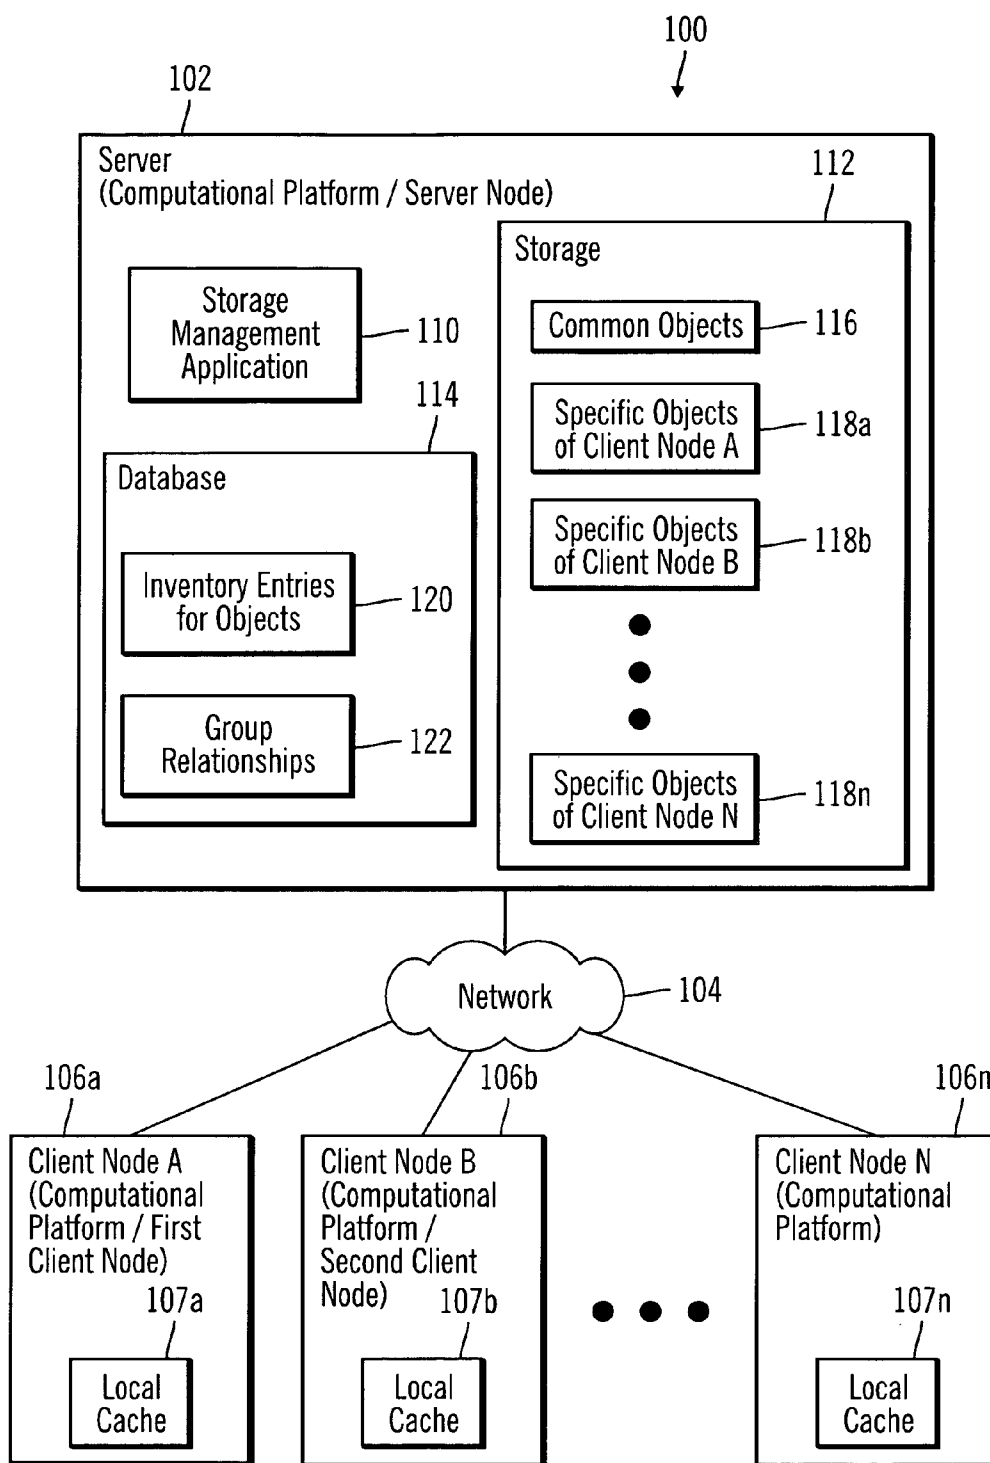 100
102
Server
(Computational Platform / Server Node)
112
Storage
Storage
Management
Application
110
Common Objects
116
114
Specific Objects
of Client Node A
118a
Database
Specific Objects
of Client Node B
118b
Inventory Entries
for Objects
120
Group
Relationships
122
Specific Objects
of Client Node N
118n
Network
104
106a
106b
106n
Client Node A
(Computational
Platform / First
Client Node)
107a
Local
Cache
Client Node B
(Computational
Platform /
Second Client
Node)
107b
Local
Cache
Client Node N
(Computational
Platform)
107n
Local
Cache